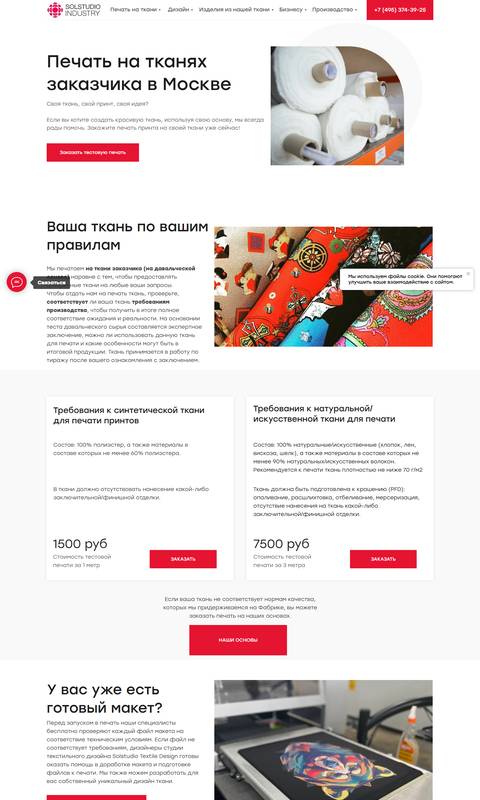 SOLSTUDIO
INDUSTRY
Печать на ткани
Дизайн
Изделия из нашей ткани
Бизнесу
Производство
+7 (495) 374-39-25
Печать на тканях
заказчика в Москве
Своя ткань, свой принт, своя идея?
Если вы хотите создать красивую ткань, используя свою основу, мы всегда
рады помочь. Закажите печать принта на своей ткани уже сейчас!
Заказать тестовую печать
Ваша ткань по вашим
правилам
Мы печатаем на ткани заказчика (на давальческой
наравне с тем, чтобы предоставлять
ные ткани на любые ваши запросы.
Чтобы отдать нам на печать ткань, проверьте,
соответствует ли ваша ткань требованиям
производства, чтобы получить в итоге полное
соответствие ожидания и реальности. На основании
теста давальческого сырья составляется экспертное
заключение, можно ли использовать данную ткань
для печати и какие особенности могут быть в
итоговой продукции. Ткань принимается в работу по
тиражу после вашего ознакомления с заключением.
Связаться
Мы используем файлы cookie. Они помогают
улучшить ваше взаимодействие с сайтом.
Требования к синтетической ткани
для печати принтов
Состав: 100% полиэстер, а также материалы в
составе которых не менее 60% полиэстера.
В ткани должно отсутствовать нанесение какой-либо
заключительной/финишной отделки.
1500 руб
Стоимость тестовой
печати за 1 метр
ЗАКАЗАТЬ
Требования к натуральной/
искусственной ткани для печати
Состав: 100% натуральные/искусственные (хлопок, лен,
вискоза, шелк), а также материалы в составе которых не
менее 90% натуральных/искусственных волокон.
Рекомендуется к печати ткань плотностью не ниже 70 г/м2
Ткань должна быть подготовлена к крашению (PFD):
опаливание, расшлихтовка, отбеливание, мерсеризация,
отсутствие нанесения на ткань какой-либо
заключительной/финишной отделки.
7500 руб
Стоимость тестовой
печати за 3 метра
ЗАКАЗАТЬ
Если ваша ткань не соответствует нормам качества,
которых мы придерживаемся на Фабрике, вы можете
заказать печать на наших основах.
НАШИ ОСНОВЫ
У вас уже есть
готовый макет?
Перед запуском в печать наши специалисты
бесплатно проверяют каждый файл макета на
соответствие техническим условиям. Если файл не
соответствует требованиям, дизайнеры студии
текстильного дизайна Solstudio Textile Design готовы
оказать помощь в доработке макета и подготовке
файлов к печати. Мы также можем разработать для
вас собственный уникальный дизайн ткани.